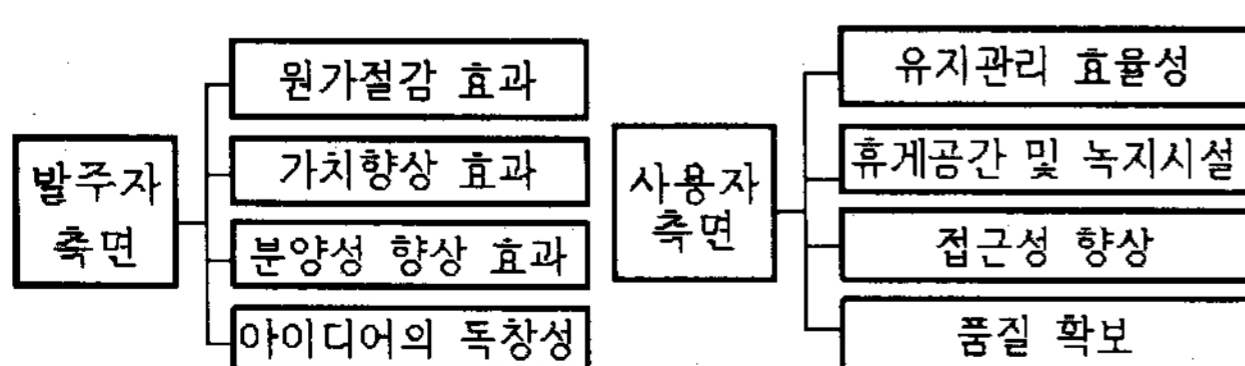 발주자
측면
원가절감 효과
가치향상 효과
분양성 향상 효과
아이디어의 독창성
사용자
측면
유지관리 효율성
휴게공간 및 녹지시설
접근성 향상
품질 확보